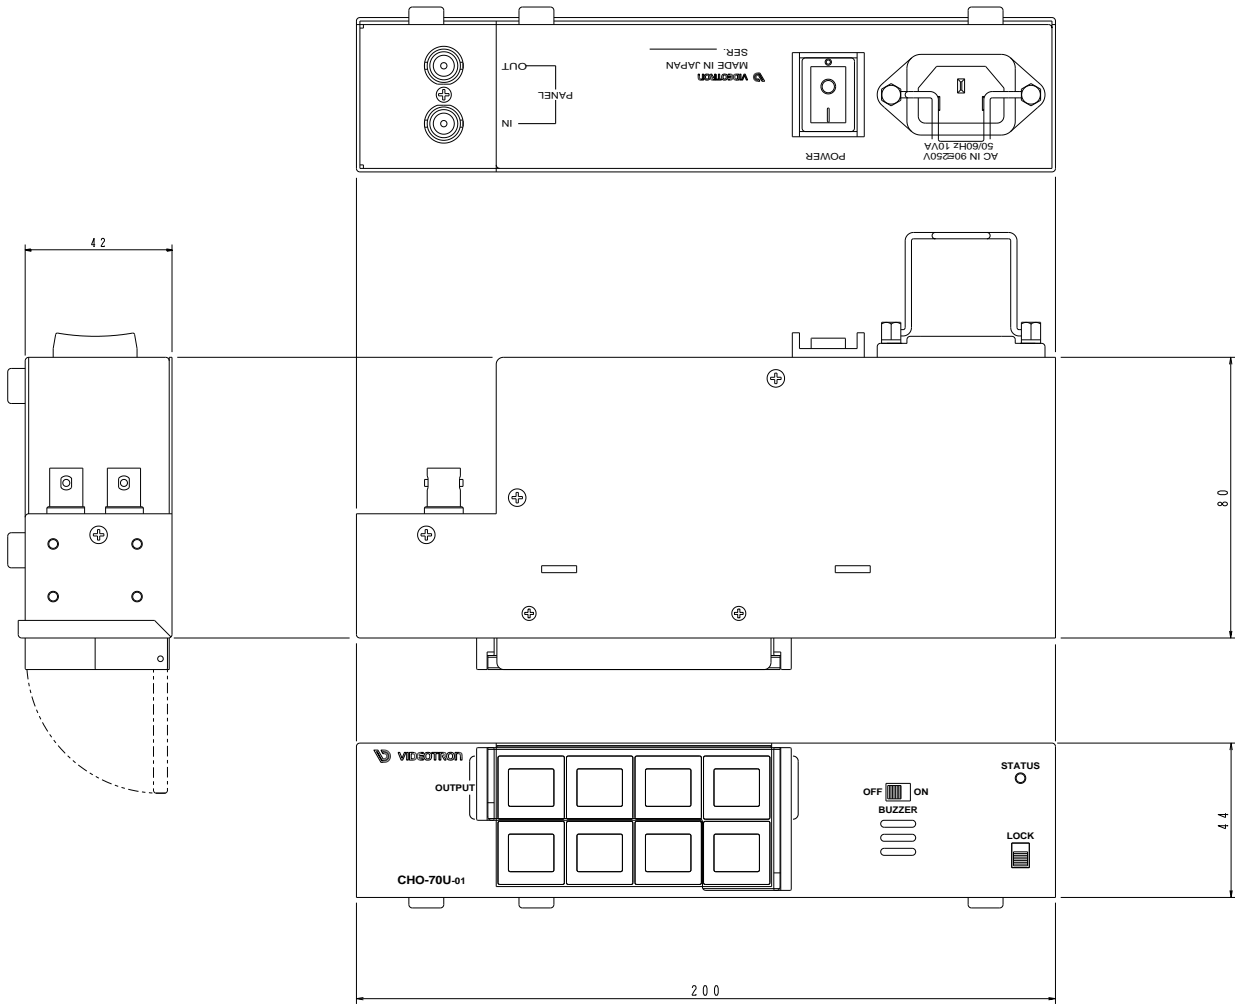 SER.
MADE IN JAPAN
VIDEOTRON
OUT
PANEL
IN
POWER
AC IN 90≅250V
50/60Hz 10VA
42
80
VIDEOTRON
OUTPUT
CHO-70U-01
OFF ON
BUZZER
STATUS
LOCK
44
200